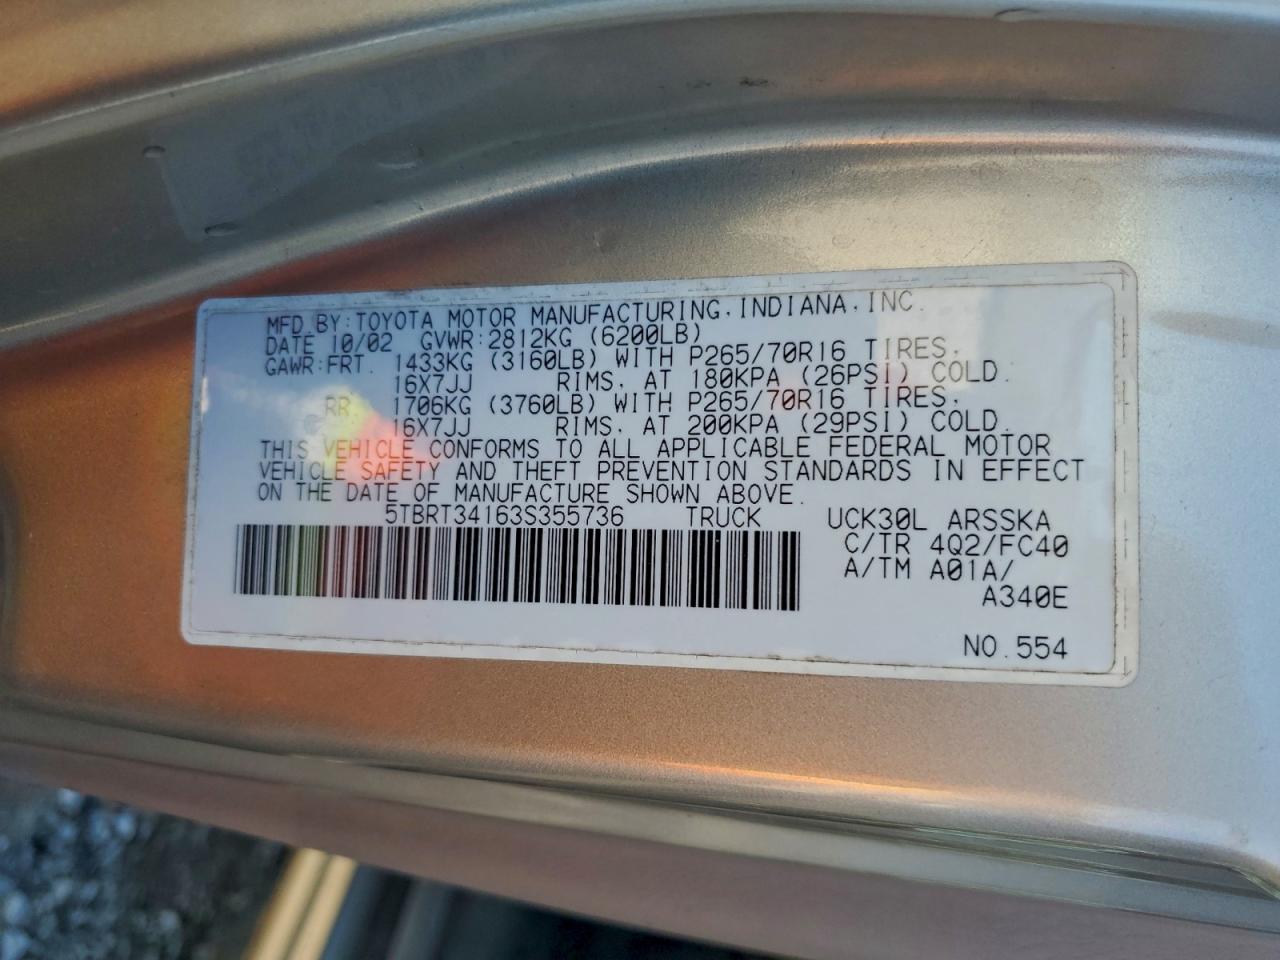 MFD.BY:TOYOTA MOTOR MANUFACTURING.INDIANA.INC.
DATE 10/02 GVWR:2812KG (6200LB)
GAWR:FRT. 1433KG (3160LB) WITH P265/70R16 TIRES.
16X7JJ RIMS. AT 180KPA (26PSI) COLD.
RR. 1706KG (3760LB) WITH P265/70R16 TIRES.
16X7JJ RIMS. AT 200KPA (29PSI) COLD.
THIS VEHICLE CONFORMS TO ALL APPLICABLE FEDERAL MOTOR
VEHICLE SAFETY AND THEFT PREVENTION STANDARDS IN EFFECT
ON THE DATE OF MANUFACTURE SHOWN ABOVE.
5TBRT34163S355736 TRUCK UCK30L ARSSKA
C/TR 4Q2/FC40
A/TM A01A/
A340E
NO.554